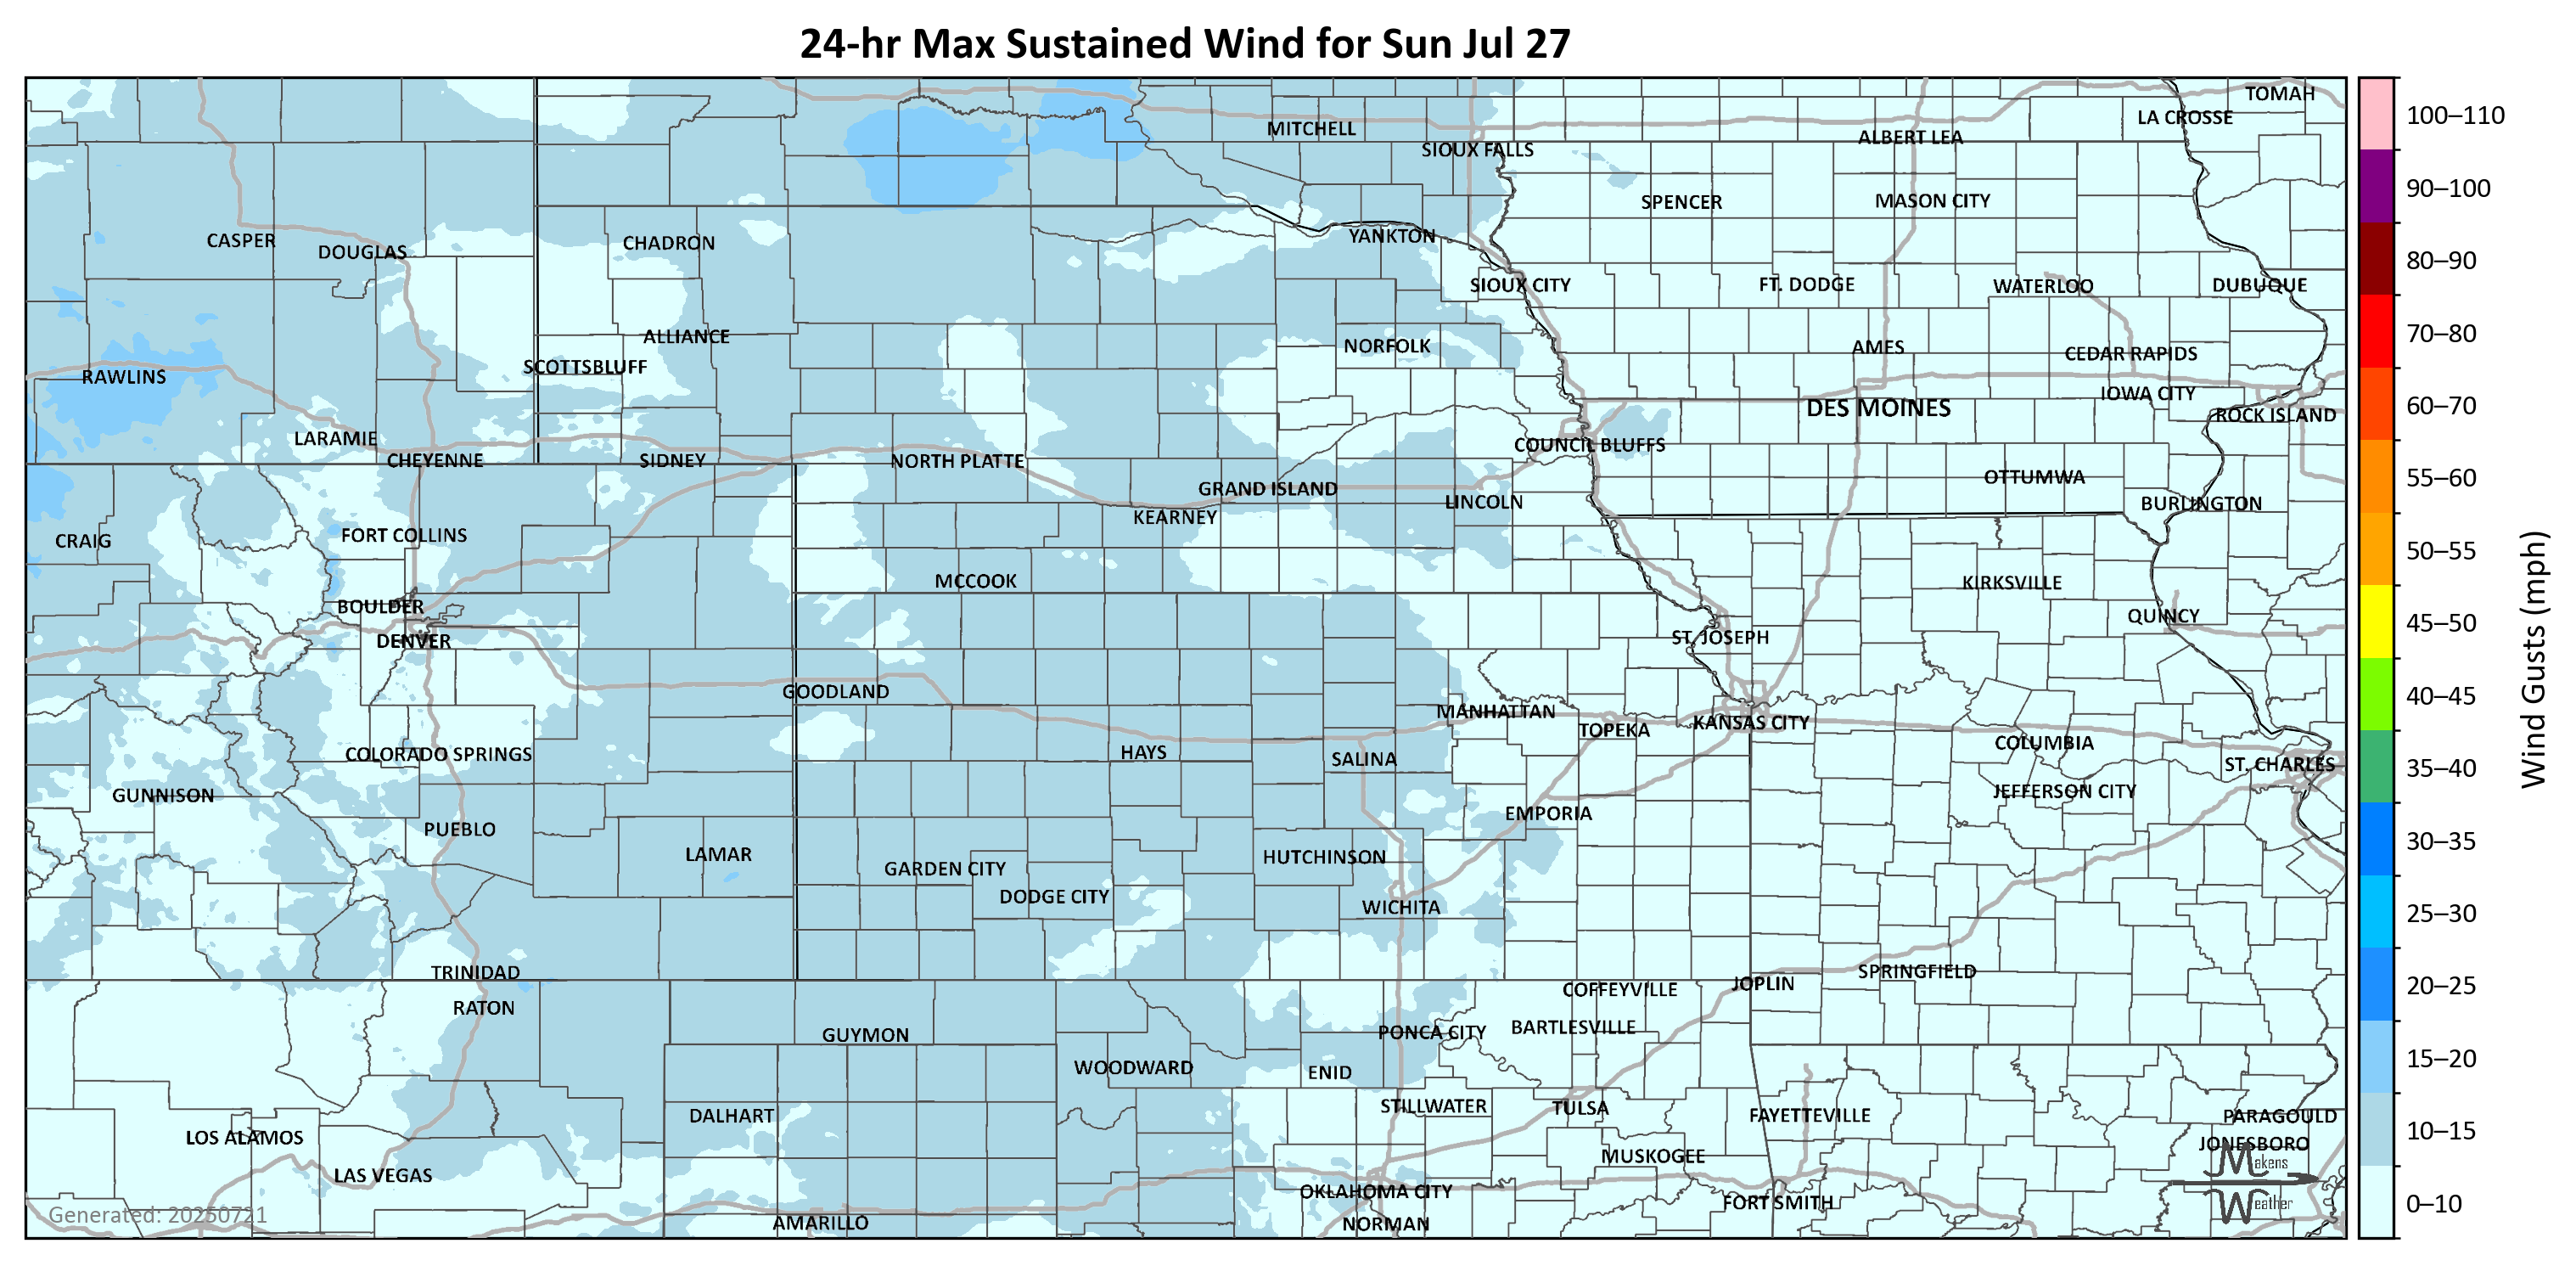 24-hr Max Sustained Wind for Sun Jul 27
TOMAH
LA CROSSE
MITCHELL
ALBERT LEA
SIOUX FALLS
SPENCER
MASON CITY
CASPER
DOUGLAS
CHADRON
YANKTON
SIOUX CITY
FT. DODGE
WATERLOO
DUBUQUE
ALLIANCE
NORFOLK
AMES
CEDAR RAPIDS
SCOTTSBLUFF
RAWLINS
IOWA CITY
DES MOINES
ROCK ISLAND
LARAMIE
COUNCIL BLUFFS
CHEYENNE
SIDNEY
NORTH PLATTE
OTTUMWA
GRAND ISLAND
LINCOLN
BURLINGTON
KEARNEY
FORT COLLINS
CRAIG
MCCOOK
KIRKSVILLE
BOULDER
QUINCY
DENVER
ST. JOSEPH
GOODLAND
MANHATTAN
TOPEKA
KANSAS CITY
COLORADO SPRINGS
HAYS
SALINA
COLUMBIA
ST. CHARLES
GUNNISON
JEFFERSON CITY
EMPORIA
PUEBLO
LAMAR
HUTCHINSON
GARDEN CITY
DODGE CITY
WICHITA
TRINIDAD
SPRINGFIELD
JOPLIN
COFFEYVILLE
RATON
GUYMON
PONCA CITY
BARTLESVILLE
WOODWARD
ENID
DALHART
STILLWATER
TULSA
FAYETTEVILLE
PARAGOULD
LOS ALAMOS
JONESBORO
MUSKOGEE
LAS VEGAS
OKLAHOMA CITY
FORT SMITH
AMARILLO
NORMAN
Makens
Weather
Generated: 20250721
100–110
90–100
80–90
70–80
60–70
55–60
50–55
45–50
40–45
35–40
30–35
25–30
20–25
15–20
10–15
0–10
Wind Gusts (mph)